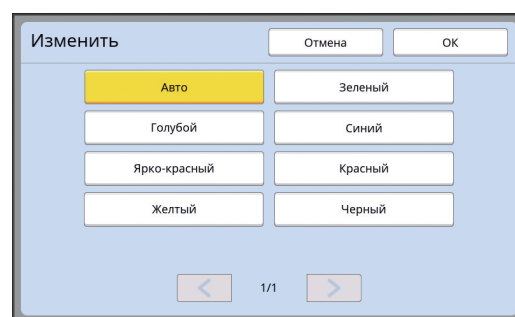 Изменить
Отмена
OK
Авто
Зеленый
Голубой
Синий
Ярко-красный
Красный
Желтый
Черный
1/1